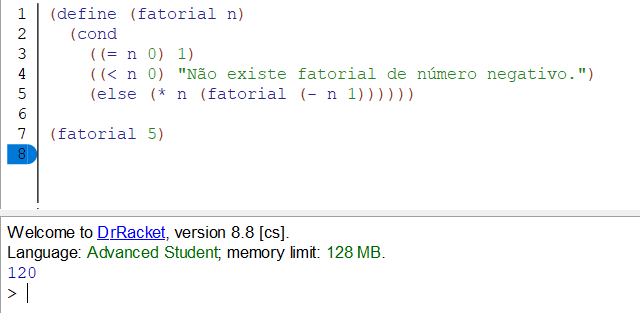 1 (define (fatorial n)
2 (cond
3 ((= n 0) 1)
4 ((< n 0) "Não existe fatorial de número negativo.")
5 (else (* n (fatorial (- n 1))))))
6
7 (fatorial 5)
8
Welcome to DrRacket, version 8.8 [cs].
Language: Advanced Student; memory limit: 128 MB.
120
>